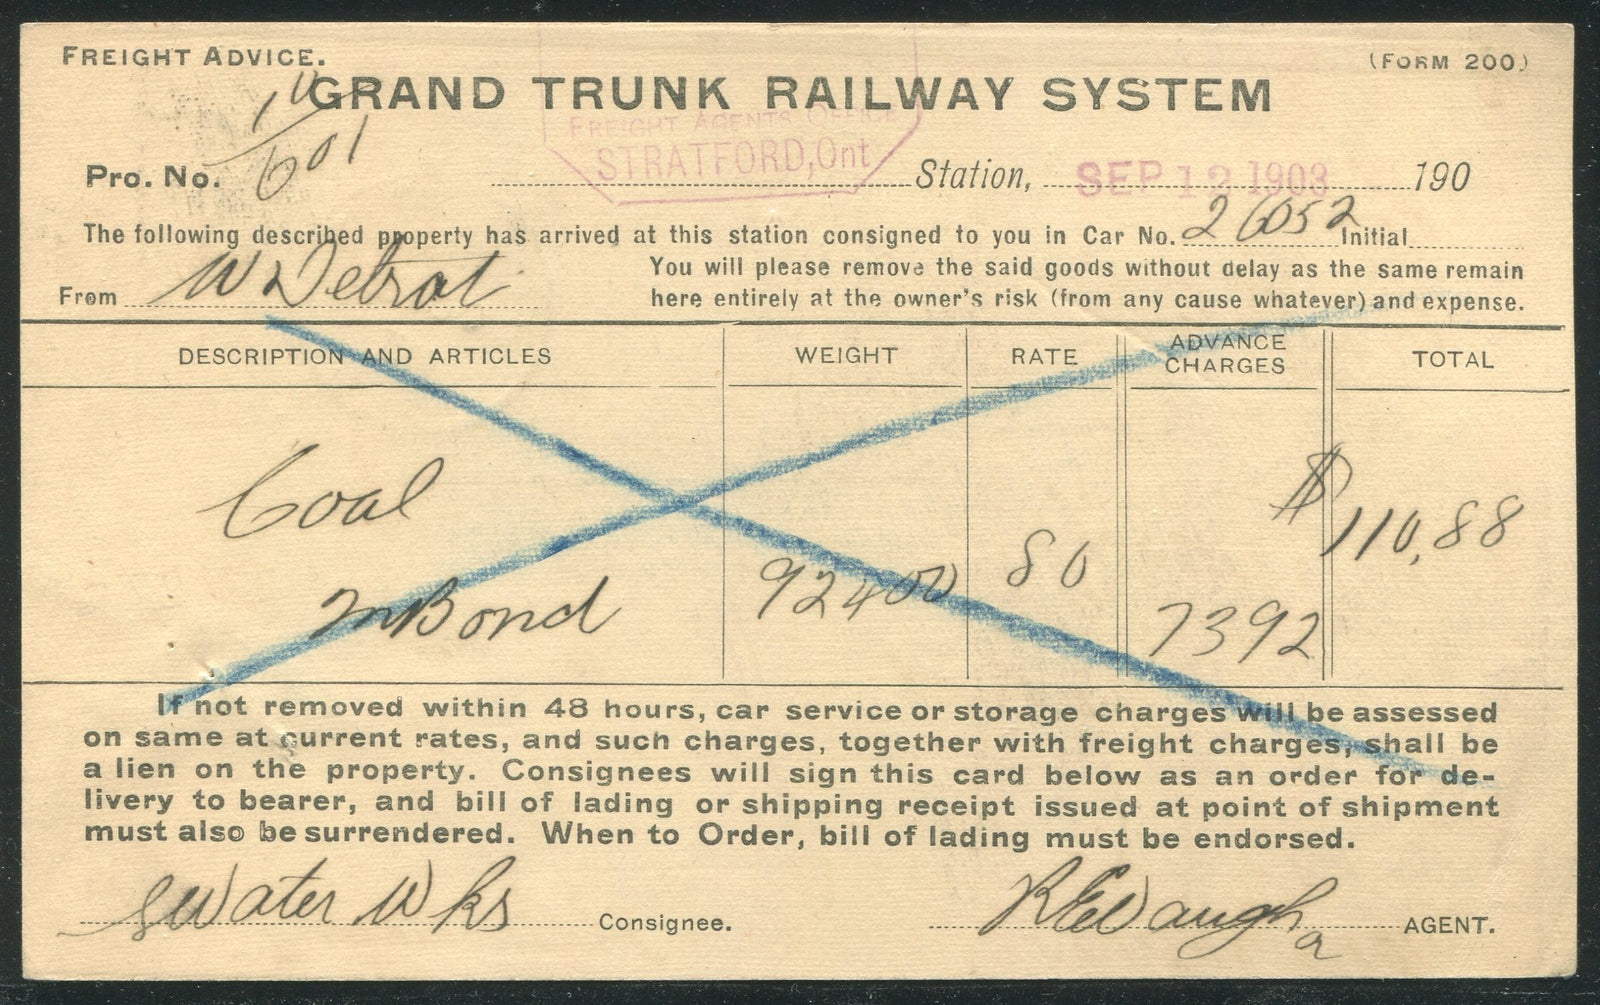 FREIGHT ADVICE.
(FORM 200)
GRAND TRUNK RAILWAY SYSTEM
FREIGHT AGENTS OFFICE
STRATFORD, Ont
Pro. No. 601 Station, SEP 12 1903 190
The following described property has arrived at this station consigned to you in Car No. 26052 Initial
From W Detroit
You will please remove the said goods without delay as the same remain
here entirely at the owner's risk (from any cause whatever) and expense.
DESCRIPTION AND ARTICLES WEIGHT RATE ADVANCE CHARGES TOTAL
Coal $110,88
In Bond 92400 80 7392
If not removed within 48 hours, car service or storage charges will be assessed
on same at current rates, and such charges, together with freight charges, shall be
a lien on the property. Consignees will sign this card below as an order for de-
livery to bearer, and bill of lading or shipping receipt issued at point of shipment
must also be surrendered. When to Order, bill of lading must be endorsed.
Water Wks Consignee.
R E Waugh AGENT.